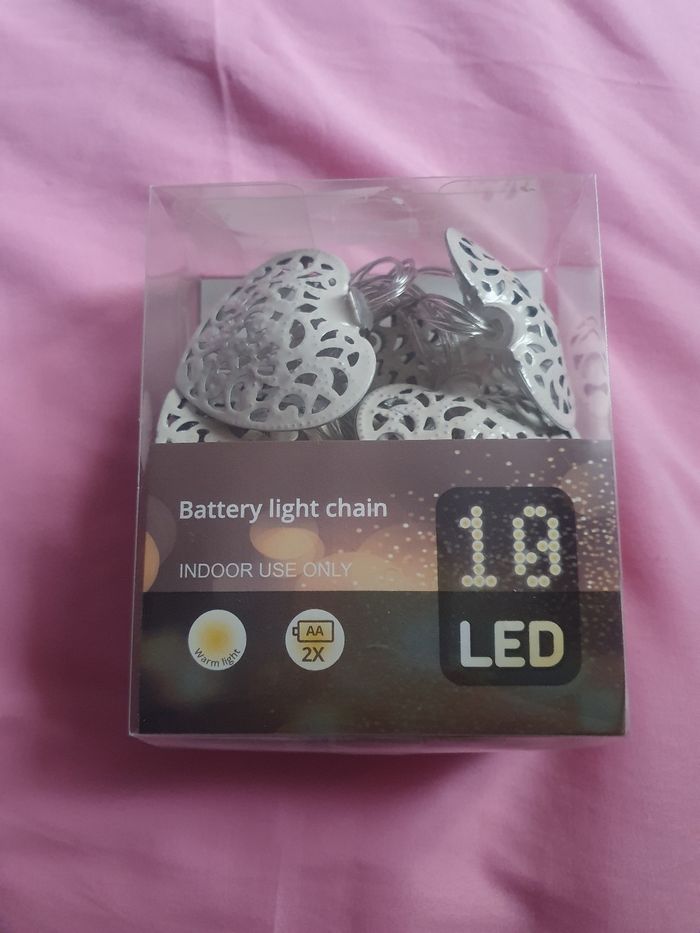 Battery light chain
INDOOR USE ONLY
10
LED
Warm light
AA
2X